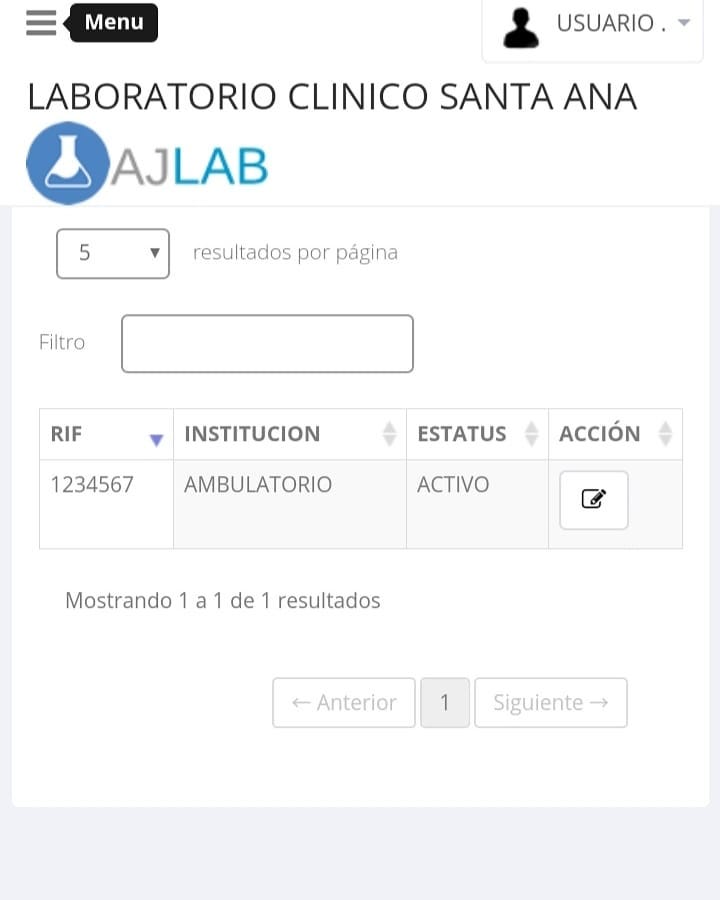 Menu
USUARIO .
LABORATORIO CLINICO SANTA ANA
AJLAB
5 resultados por página
Filtro
RIF INSTITUCION ESTATUS ACCIÓN
1234567 AMBULATORIO ACTIVO
Mostrando 1 a 1 de 1 resultados
← Anterior 1 Siguiente →